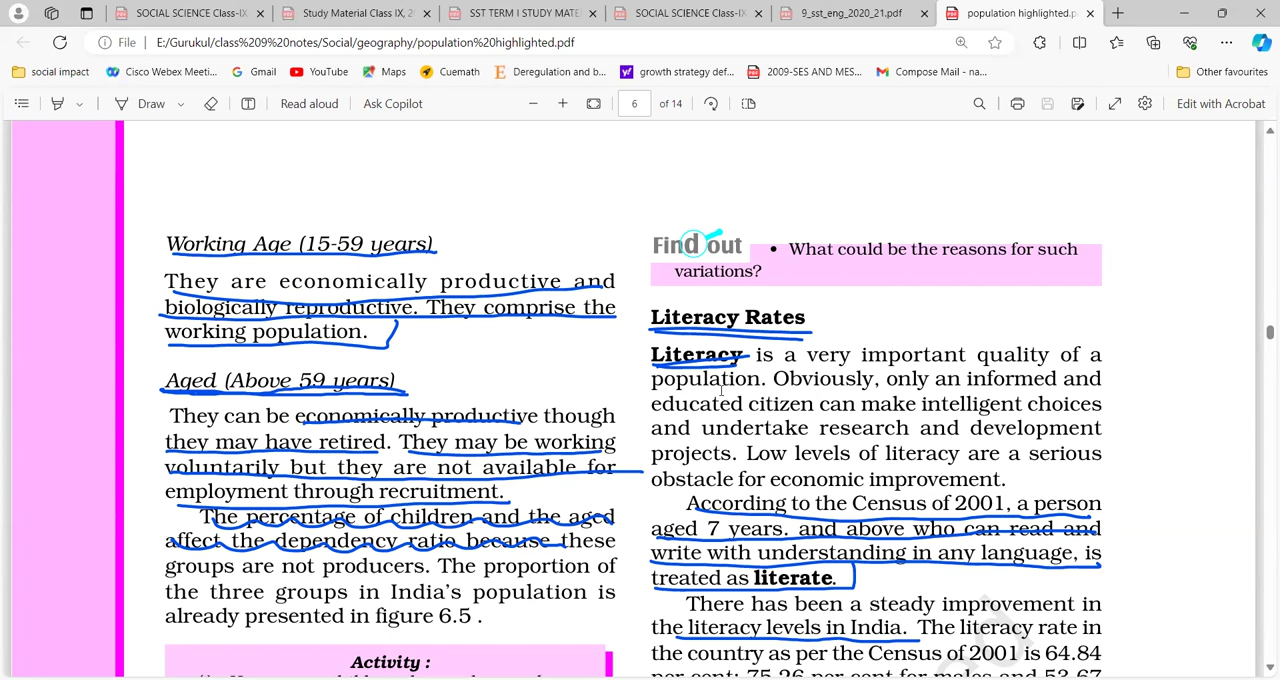 SOCIAL SCIENCE Class-IX
Study Material Class IX, 2
SST TERM I STUDY MATE
SOCIAL SCIENCE Class-IX
9_sst_eng_2020_21.pdf
population highlighted.p
File
E:/Gurukul/class%209%20notes/Social/geography/population%20highlighted.pdf
social impact
Cisco Webex Meeti...
Gmail
YouTube
Maps
Cuemath
Deregulation and b...
growth strategy def...
2009-SES AND MES...
Compose Mail - na...
Other favourites
Draw
Read aloud
Ask Copilot
6 of 14
Edit with Acrobat
Working Age (15-59 years)
They are economically productive and
biologically reproductive. They comprise the
working population.
Aged (Above 59 years)
They can be economically productive though
they may have retired. They may be working
voluntarily but they are not available for
employment through recruitment.
The percentage of children and the aged
affect the dependency ratio because these
groups are not producers. The proportion of
the three groups in India's population is
already presented in figure 6.5 .
Activity :
Find out
• What could be the reasons for such
variations?
Literacy Rates
Literacy is a very important quality of a
population. Obviously, only an informed and
educated citizen can make intelligent choices
and undertake research and development
projects. Low levels of literacy are a serious
obstacle for economic improvement.
According to the Census of 2001, a person
aged 7 years. and above who can read and
write with understanding in any language, is
treated as literate.
There has been a steady improvement in
the literacy levels in India. The literacy rate in
the country as per the Census of 2001 is 64.84
per cent; 75.26 per cent for males and 53.67